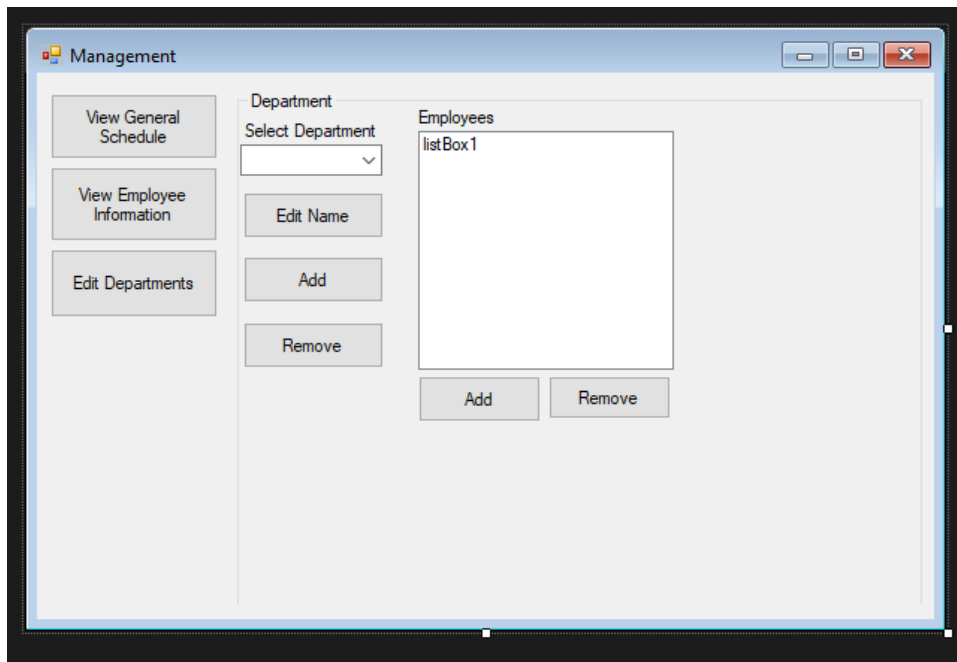 Management
View General
Schedule
View Employee
Information
Edit Departments
Department
Select Department
Edit Name
Add
Remove
Employees
listBox1
Add
Remove